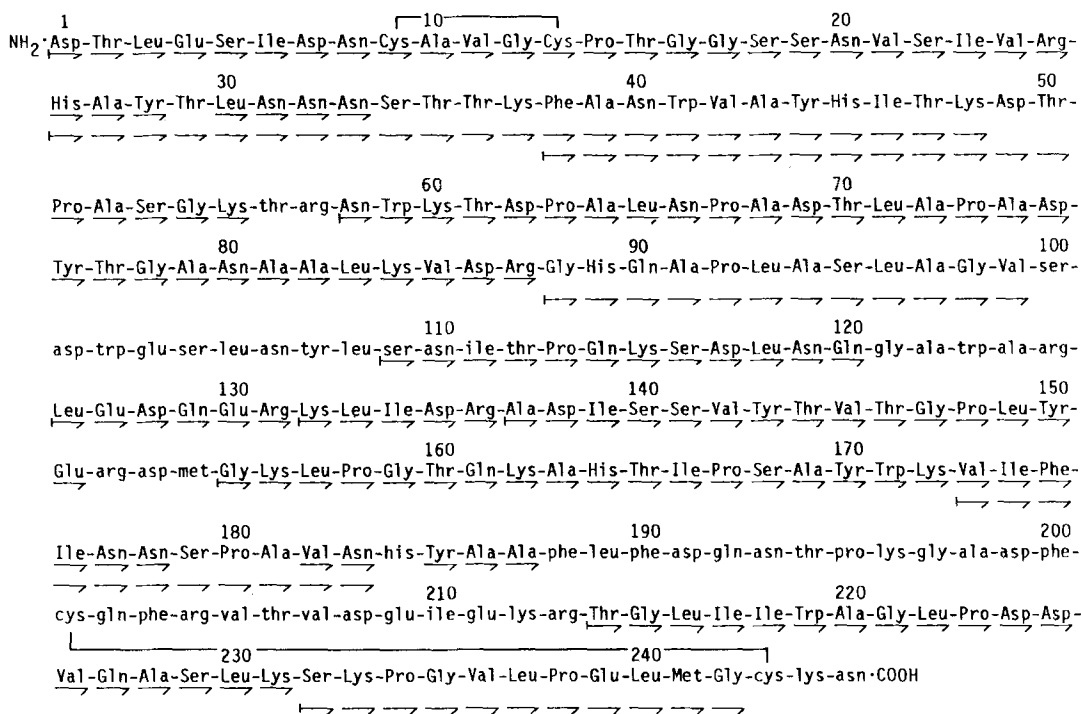 1 10 20
NH2·Asp-Thr-Leu-Glu-Ser-Ile-Asp-Asn-Cys-Ala-Val-Gly-Cys-Pro-Thr-Gly-Gly-Ser-Ser-Asn-Val-Ser-Ile-Val-Arg-
30 40 50
His-Ala-Tyr-Thr-Leu-Asn-Asn-Asn-Ser-Thr-Thr-Lys-Phe-Ala-Asn-Trp-Val-Ala-Tyr-His-Ile-Thr-Lys-Asp-Thr-
60 70
Pro-Ala-Ser-Gly-Lys-thr-arg-Asn-Trp-Lys-Thr-Asp-Pro-Ala-Leu-Asn-Pro-Ala-Asp-Thr-Leu-Ala-Pro-Ala-Asp-
80 90 100
Tyr-Thr-Gly-Ala-Asn-Ala-Ala-Leu-Lys-Val-Asp-Arg-Gly-His-Gln-Ala-Pro-Leu-Ala-Ser-Leu-Ala-Gly-Val-ser-
110 120
asp-trp-glu-ser-leu-asn-tyr-leu-ser-asn-ile-thr-Pro-Gln-Lys-Ser-Asp-Leu-Asn-Gln-gly-ala-trp-ala-arg-
130 140 150
Leu-Glu-Asp-Gln-Glu-Arg-Lys-Leu-Ile-Asp-Arg-Ala-Asp-Ile-Ser-Ser-Val-Tyr-Thr-Val-Thr-Gly-Pro-Leu-Tyr-
160 170
Glu-arg-asp-met-Gly-Lys-Leu-Pro-Gly-Thr-Gln-Lys-Ala-His-Thr-Ile-Pro-Ser-Ala-Tyr-Trp-Lys-Val-Ile-Phe-
180 190 200
Ile-Asn-Asn-Ser-Pro-Ala-Val-Asn-his-Tyr-Ala-Ala-phe-leu-phe-asp-gln-asn-thr-pro-lys-gly-ala-asp-phe-
210 220
cys-gln-phe-arg-val-thr-val-asp-glu-ile-glu-lys-arg-Thr-Gly-Leu-Ile-Ile-Trp-Ala-Gly-Leu-Pro-Asp-Asp-
230 240
Val-Gln-Ala-Ser-Leu-Lys-Ser-Lys-Pro-Gly-Val-Leu-Pro-Glu-Leu-Met-Gly-cys-lys-asn·COOH